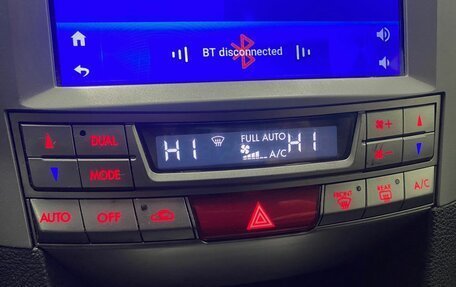 BT disconnected
DUAL
FULL AUTO
HI
HI
A/C
MODE
AUTO
OFF
FRONT
REAR
A/C